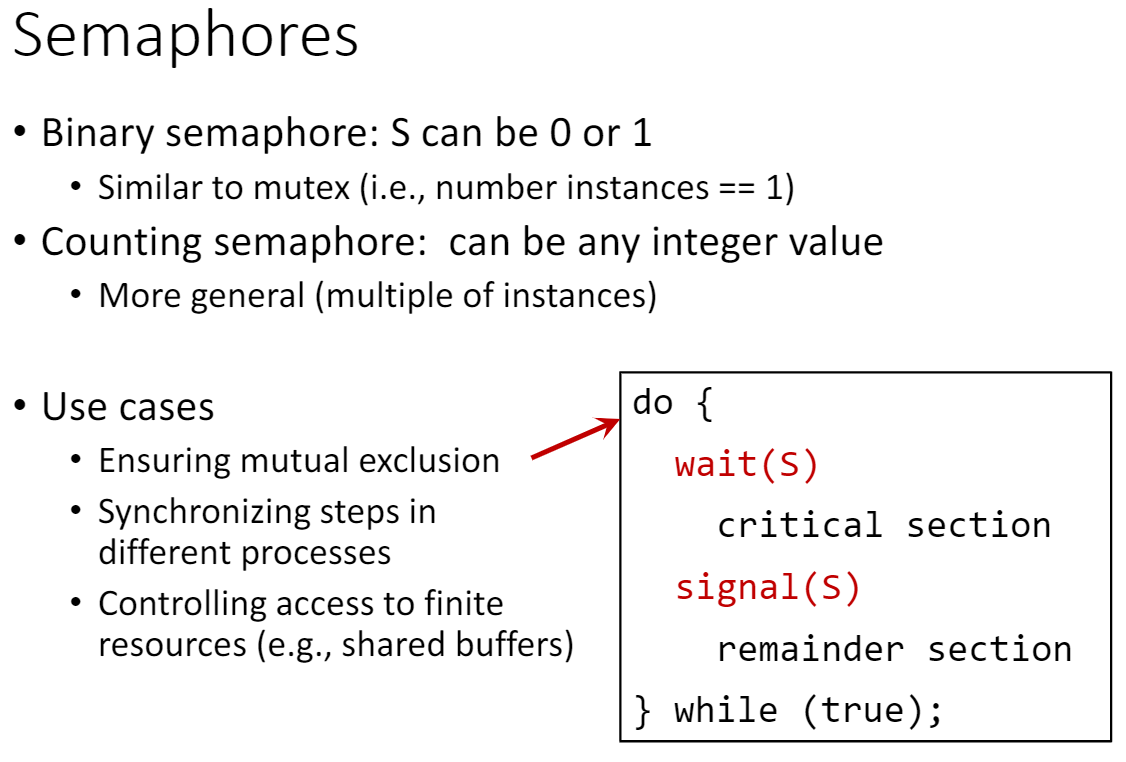 Semaphores
• Binary semaphore: S can be 0 or 1
• Similar to mutex (i.e., number instances == 1)
• Counting semaphore:  can be any integer value
• More general (multiple of instances)
• Use cases
• Ensuring mutual exclusion
• Synchronizing steps in
different processes
• Controlling access to finite
resources (e.g., shared buffers)
do {
wait(S)
critical section
signal(S)
remainder section
} while (true);